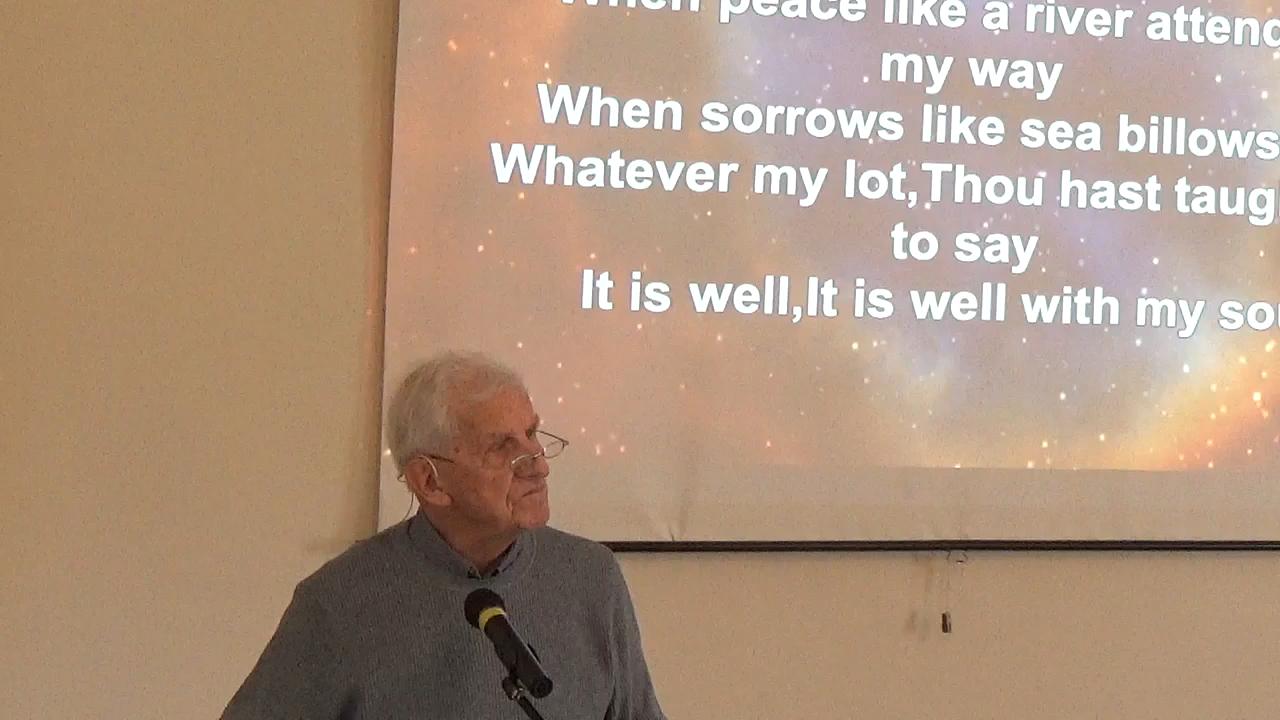 When peace like a river attend
my way
When sorrows like sea billows
Whatever my lot,Thou hast taug
to say
It is well,It is well with my so